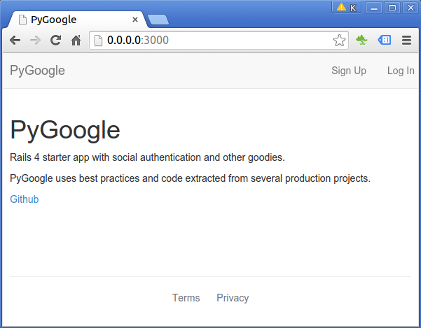 K
PyGoogle
0.0.0.0:3000
PyGoogle
Sign Up
Log In
PyGoogle
Rails 4 starter app with social authentication and other goodies.
PyGoogle uses best practices and code extracted from several production projects.
Github
Terms
Privacy